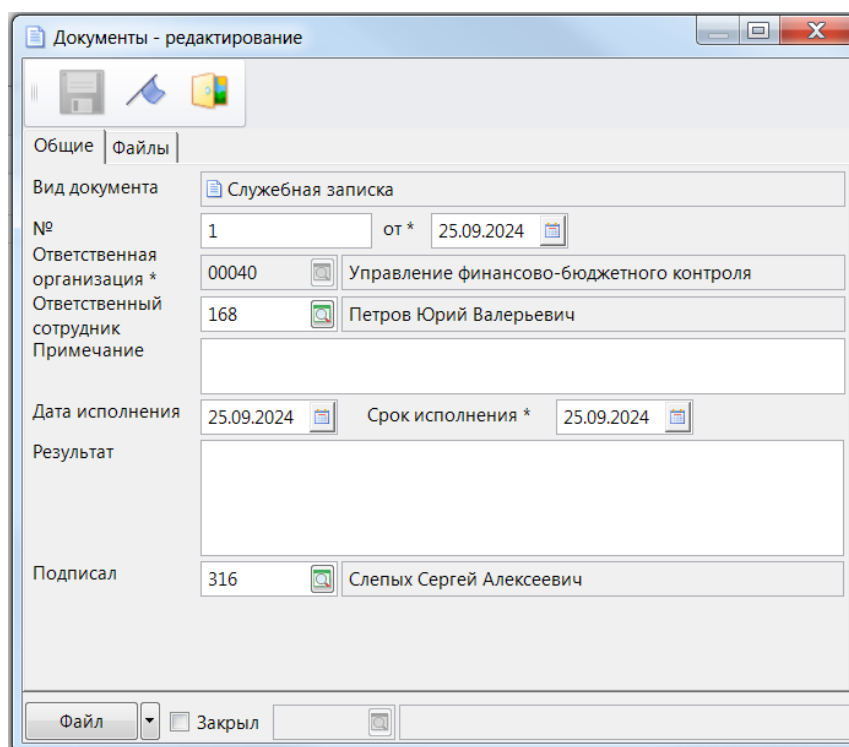 Документы - редактирование
Общие Файлы
Вид документа Служебная записка
№ 1 от * 25.09.2024
Ответственная
организация * 00040 Управление финансово-бюджетного контроля
Ответственный
сотрудник 168 Петров Юрий Валерьевич
Примечание
Дата исполнения 25.09.2024 Срок исполнения * 25.09.2024
Результат
Подписал 316 Слепых Сергей Алексеевич
Файл Закрыл